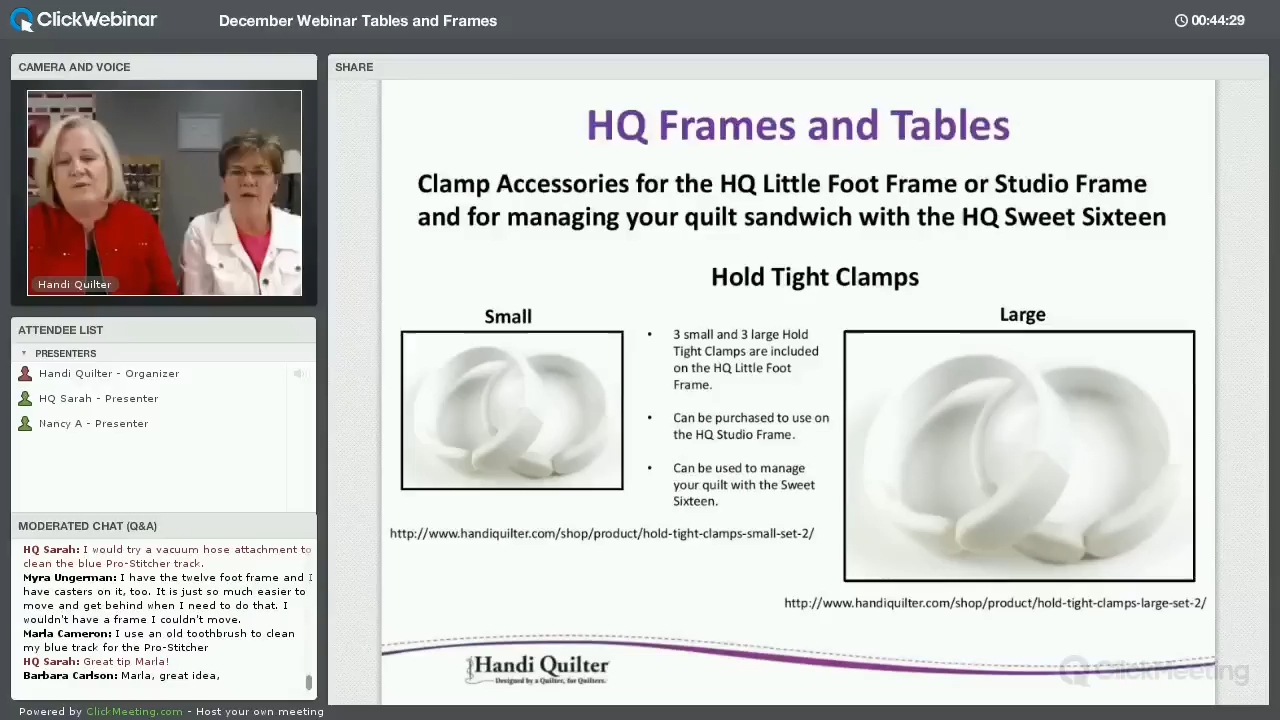 ClickWebinar
December Webinar Tables and Frames
00:44:29
CAMERA AND VOICE
Handi Quilter
ATTENDEE LIST
PRESENTERS
Handi Quilter - Organizer
HQ Sarah - Presenter
Nancy A - Presenter
MODERATED CHAT (Q&A)
HQ Sarah: I would try a vacuum hose attachment to
clean the blue Pro-Stitcher track.
Myra Ungerman: I have the twelve foot frame and I
have casters on it, too. It is just so much easier to
move and get behind when I need to do that. I
wouldn't have a frame I couldn't move.
Marla Cameron: I use an old toothbrush to clean
my blue track for the Pro-Stitcher
HQ Sarah: Great tip Marla.
Barbara Carlson: Marla, great idea,
Powered by ClickMeeting.com - Host your own meeting
SHARE
HQ Frames and Tables
Clamp Accessories for the HQ Little Foot Frame or Studio Frame
and for managing your quilt sandwich with the HQ Sweet Sixteen
Hold Tight Clamps
Small
• 3 small and 3 large Hold
Tight Clamps are included
on the HQ Little Foot
Frame.
• Can be purchased to use on
the HQ Studio Frame.
• Can be used to manage
your quilt with the Sweet
Sixteen.
http://www.handiquilter.com/shop/product/hold-tight-clamps-small-set-2/
Large
http://www.handiquilter.com/shop/product/hold-tight-clamps-large-set-2/
Handi Quilter
Designed by a Quilter, for Quilters.
ClickMeeting